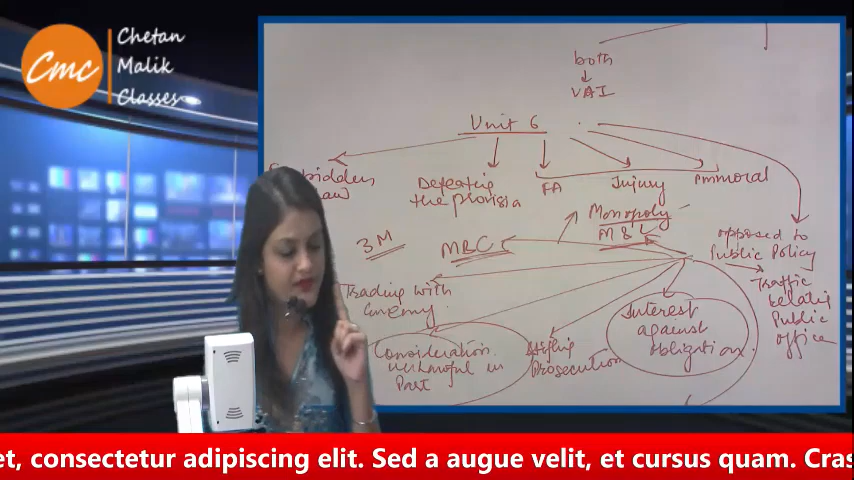 Chetan
Malik
Classes
cmc
both
VAI
Unit 6
Forbidden
Law
Defeating
the provision
FA
Injury
Immoral
3M
MBC
Monopoly
M & L
opposed to
Public Policy
Trading with
Enemy
Traffic
relating
Public
office
Interest
against
obligation
Consideration
unlawful in
Part
Prosecution
et, consectetur adipiscing elit. Sed a augue velit, et cursus quam. Cras